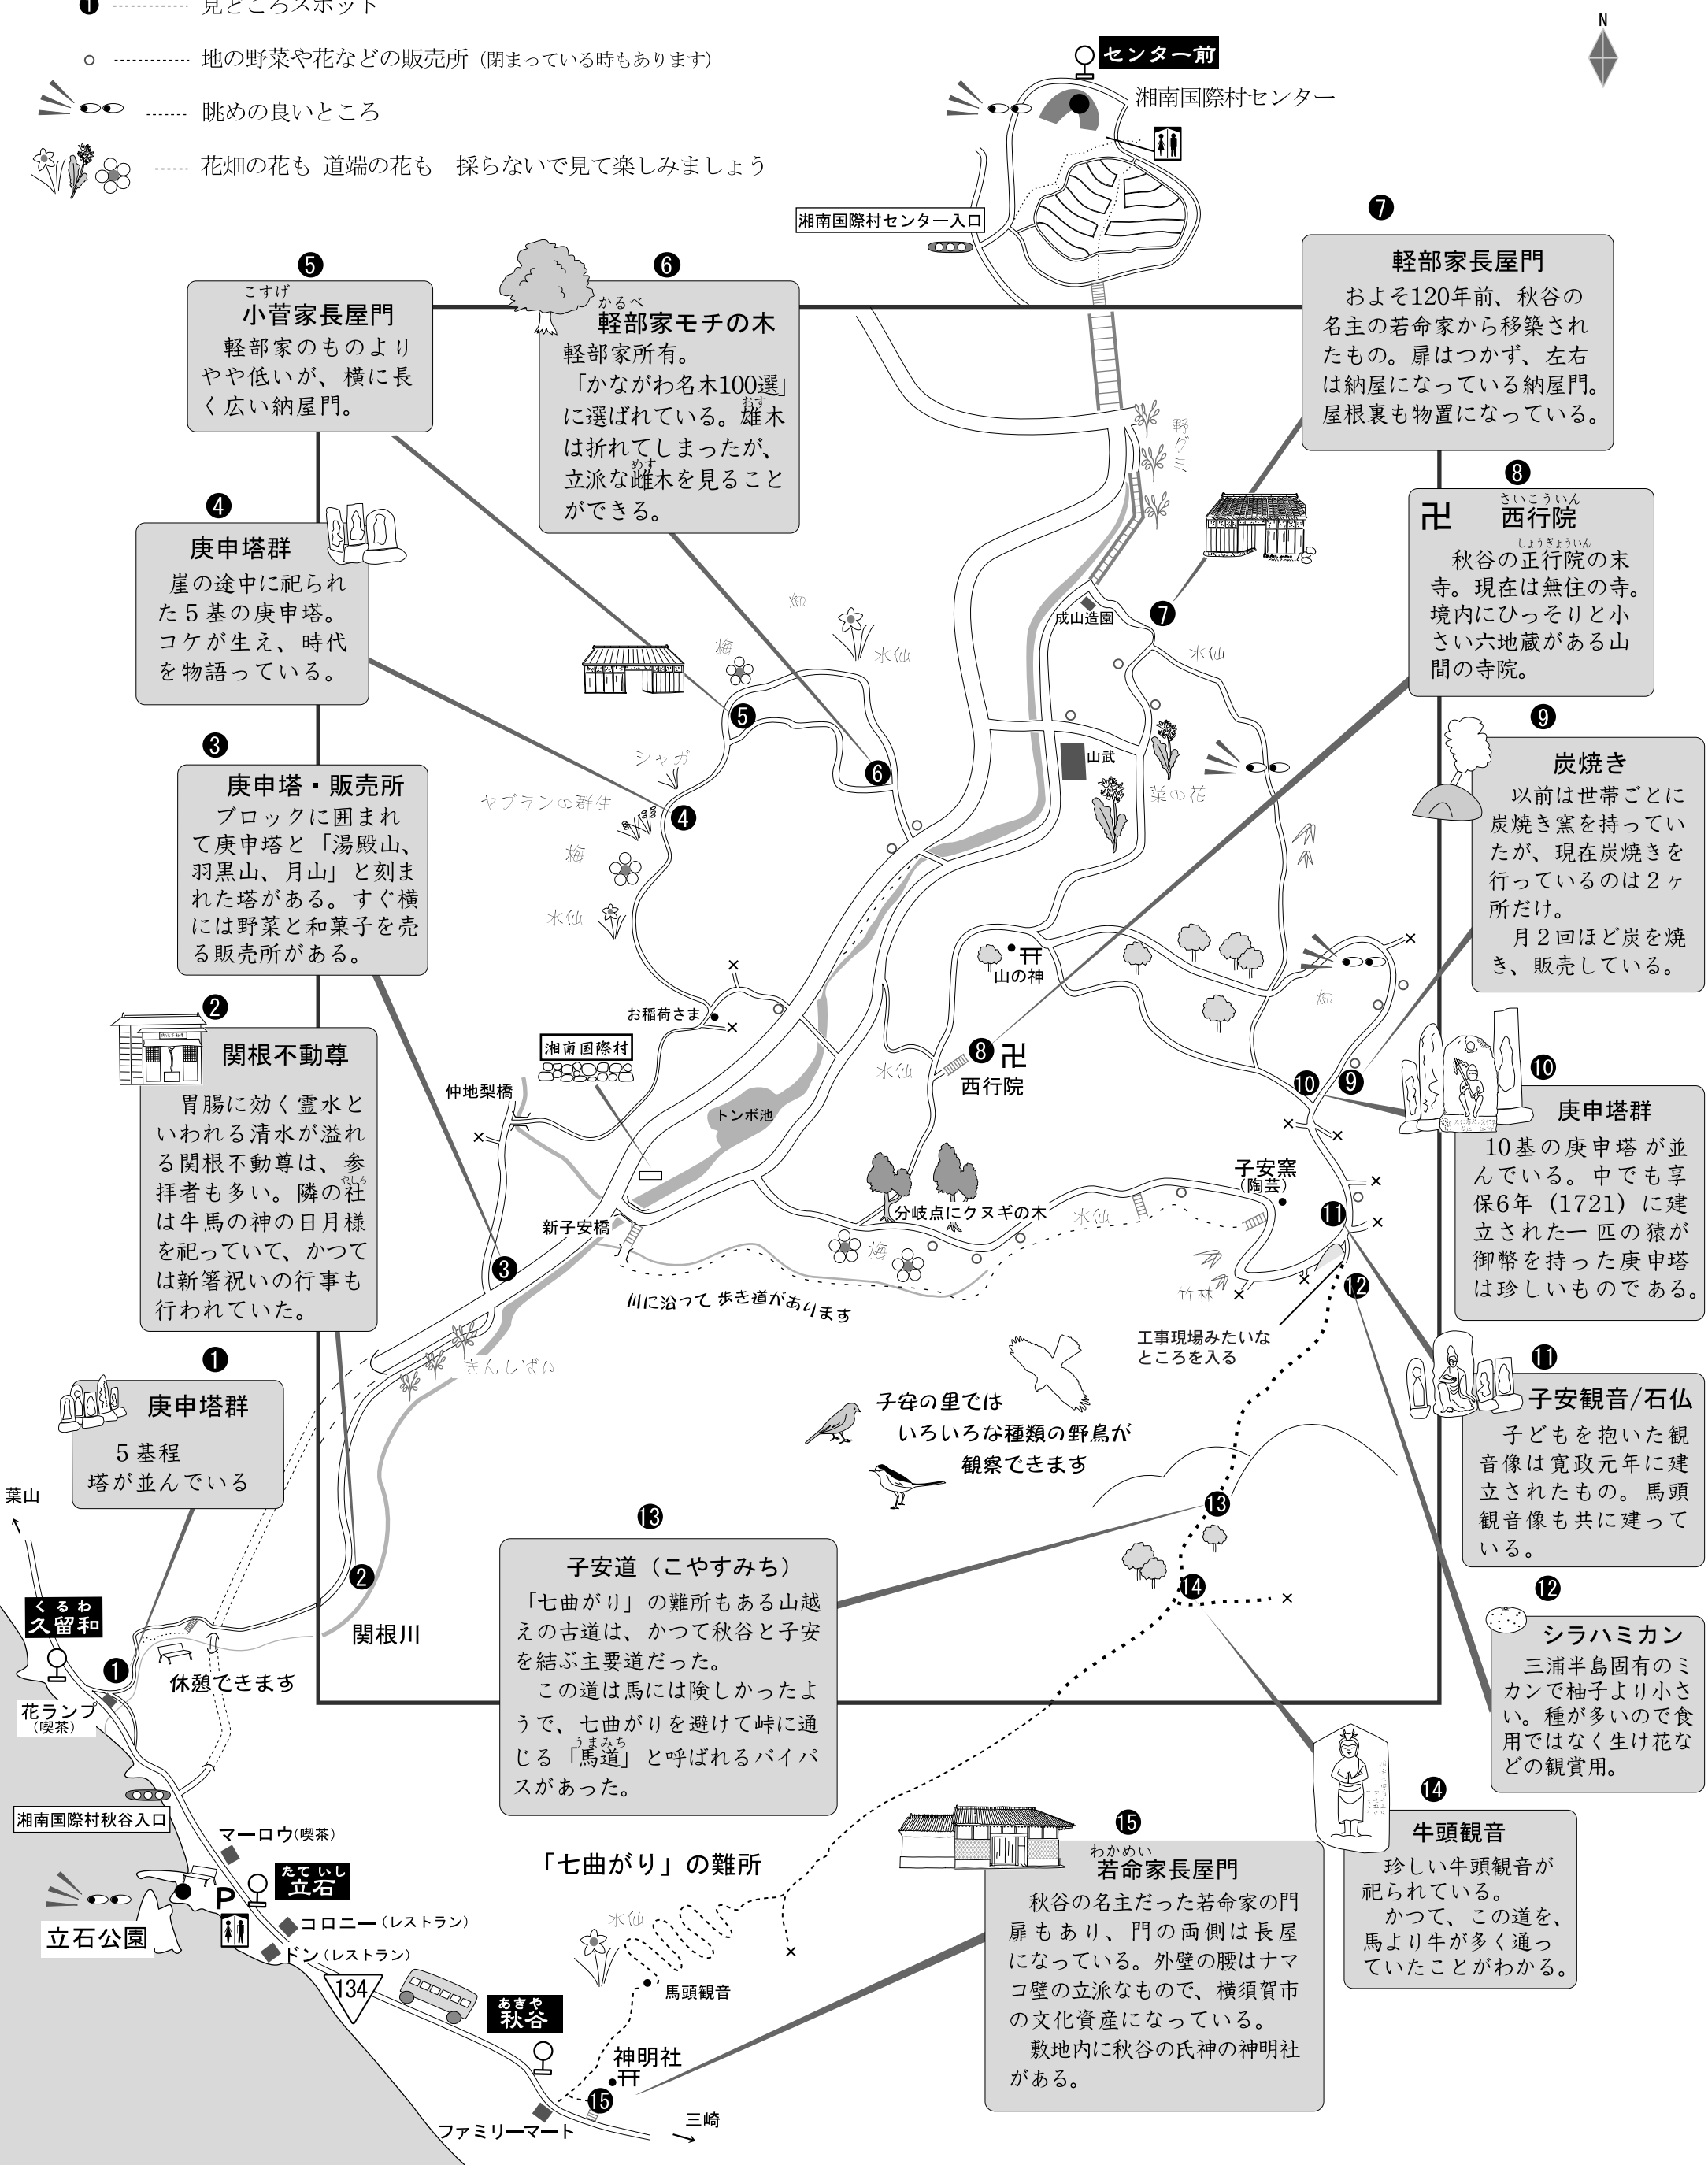 ❶ 見どころスポット
地の野菜や花などの販売所（閉まっている時もあります）
眺めの良いところ
花畑の花も 道端の花も　採らないで見て楽しみましょう
N
センター前
湘南国際村センター
湘南国際村センター入口
❺
こすげ
小菅家長屋門
軽部家のものより
やや低いが、横に長
く広い納屋門。
❻
かるべ
軽部家モチの木
軽部家所有。
「かながわ名木100選」
に選ばれている。雄木
おす
は折れてしまったが、
立派な雌木を見ること
めす
ができる。
❼
軽部家長屋門
およそ120年前、秋谷の
名主の若命家から移築され
たもの。扉はつかず、左右
は納屋になっている納屋門。
屋根裏も物置になっている。
❹
庚申塔群
崖の途中に祀られ
た５基の庚申塔。
コケが生え、時代
を物語っている。
❽
さいこういん
卍 西行院
しょうぎょういん
秋谷の正行院の末
寺。現在は無住の寺。
境内にひっそりと小
さい六地蔵がある山
間の寺院。
❸
庚申塔・販売所
ブロックに囲まれ
て庚申塔と「湯殿山、
羽黒山、月山」と刻ま
れた塔がある。すぐ横
には野菜と和菓子を売
る販売所がある。
❾
炭焼き
以前は世帯ごとに
炭焼き窯を持ってい
たが、現在炭焼きを
行っているのは２ヶ
所だけ。
月２回ほど炭を焼
き、販売している。
❷
関根不動尊
胃腸に効く霊水と
いわれる清水が溢れ
る関根不動尊は、参
拝者も多い。隣の社
やしろ
は牛馬の神の日月様
を祀っていて、かつて
は新箸祝いの行事も
行われていた。
❿
庚申塔群
10基の庚申塔が並
んでいる。中でも享
保6年（1721）に建
立された一匹の猿が
御幣を持った庚申塔
は珍しいものである。
❶
庚申塔群
５基程
塔が並んでいる
⓫
子安観音/石仏
子どもを抱いた観
音像は寛政元年に建
立されたもの。馬頭
観音像も共に建って
いる。
⓬
シラハミカン
三浦半島固有のミ
カンで柚子より小さ
い。種が多いので食
用ではなく生け花な
どの観賞用。
⓭
子安道（こやすみち）
「七曲がり」の難所もある山越
えの古道は、かつて秋谷と子安
を結ぶ主要道だった。
この道は馬には険しかったよ
うで、七曲がりを避けて峠に通
うまみち
じる「馬道」と呼ばれるバイパ
スがあった。
⓮
牛頭観音
珍しい牛頭観音が
祀られている。
かつて、この道を、
馬より牛が多く通っ
ていたことがわかる。
⓯
わかめい
若命家長屋門
秋谷の名主だった若命家の門
扉もあり、門の両側は長屋
になっている。外壁の腰はナマ
コ壁の立派なもので、横須賀市
の文化資産になっている。
敷地内に秋谷の氏神の神明社
がある。
野グミ
成山造園
❼
水仙
畑
梅
水仙
❺
❻
シャガ
ヤブランの群生
❹
梅
水仙
山武
菜の花
お稲荷さま
湘南国際村
仲地梨橋
トンボ池
山の神
畑
❽ 卍
西行院
水仙
❿
❾
子安窯
（陶芸）
分岐点にクヌギの木
水仙
梅
⓫
⓬
竹林
新子安橋
❸
川に沿って 歩き道があります
きんしばい
工事現場みたいな
ところを入る
子安の里では
いろいろな種類の野鳥が
観察できます
⓭
⓮
❷
関根川
葉山
くるわ
久留和
❶
花ランプ
（喫茶）
休憩できます
湘南国際村秋谷入口
マーロウ（喫茶）
たていし
立石
P
立石公園
コロニー（レストラン）
ドン（レストラン）
134
あきや
秋谷
「七曲がり」の難所
水仙
馬頭観音
神明社
⓯
ファミリーマート
三崎